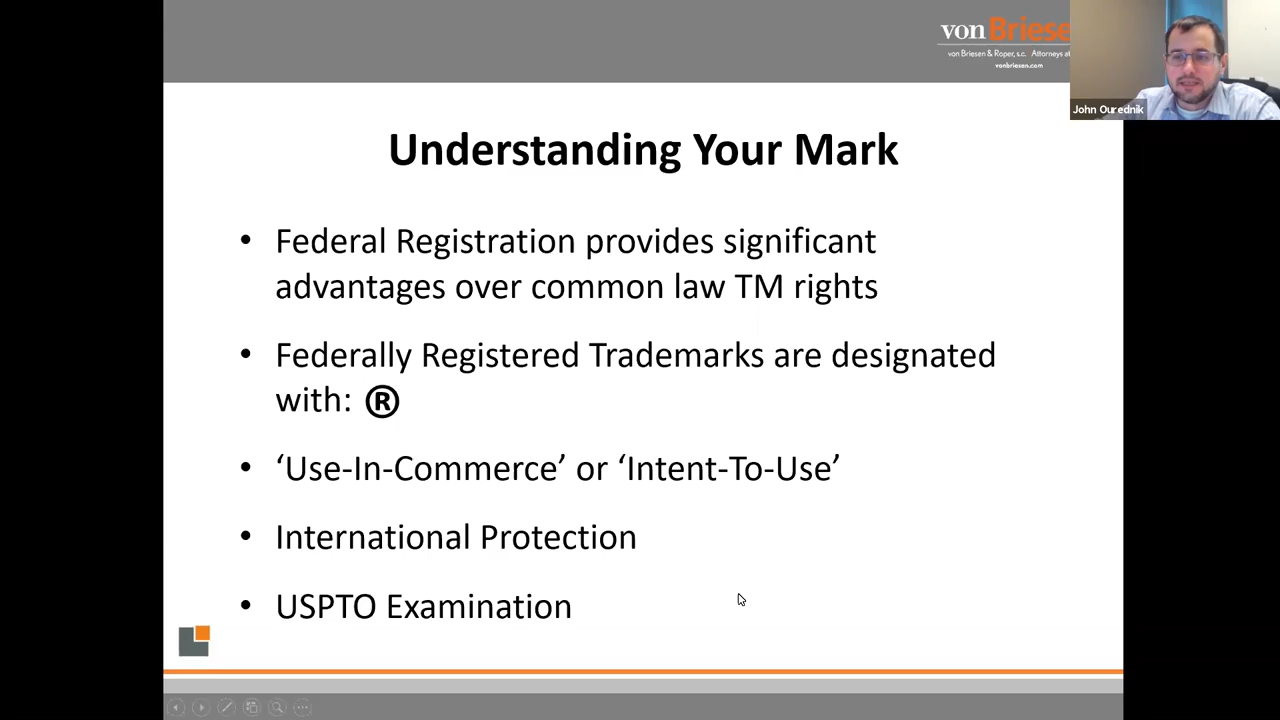 vonBriese
von Briesen & Roper, s.c. Attorneys at
vonbriesen.com
John Ourednik
Understanding Your Mark
• Federal Registration provides significant
advantages over common law TM rights
• Federally Registered Trademarks are designated
with: ®
• ‘Use-In-Commerce’ or ‘Intent-To-Use’
• International Protection
• USPTO Examination